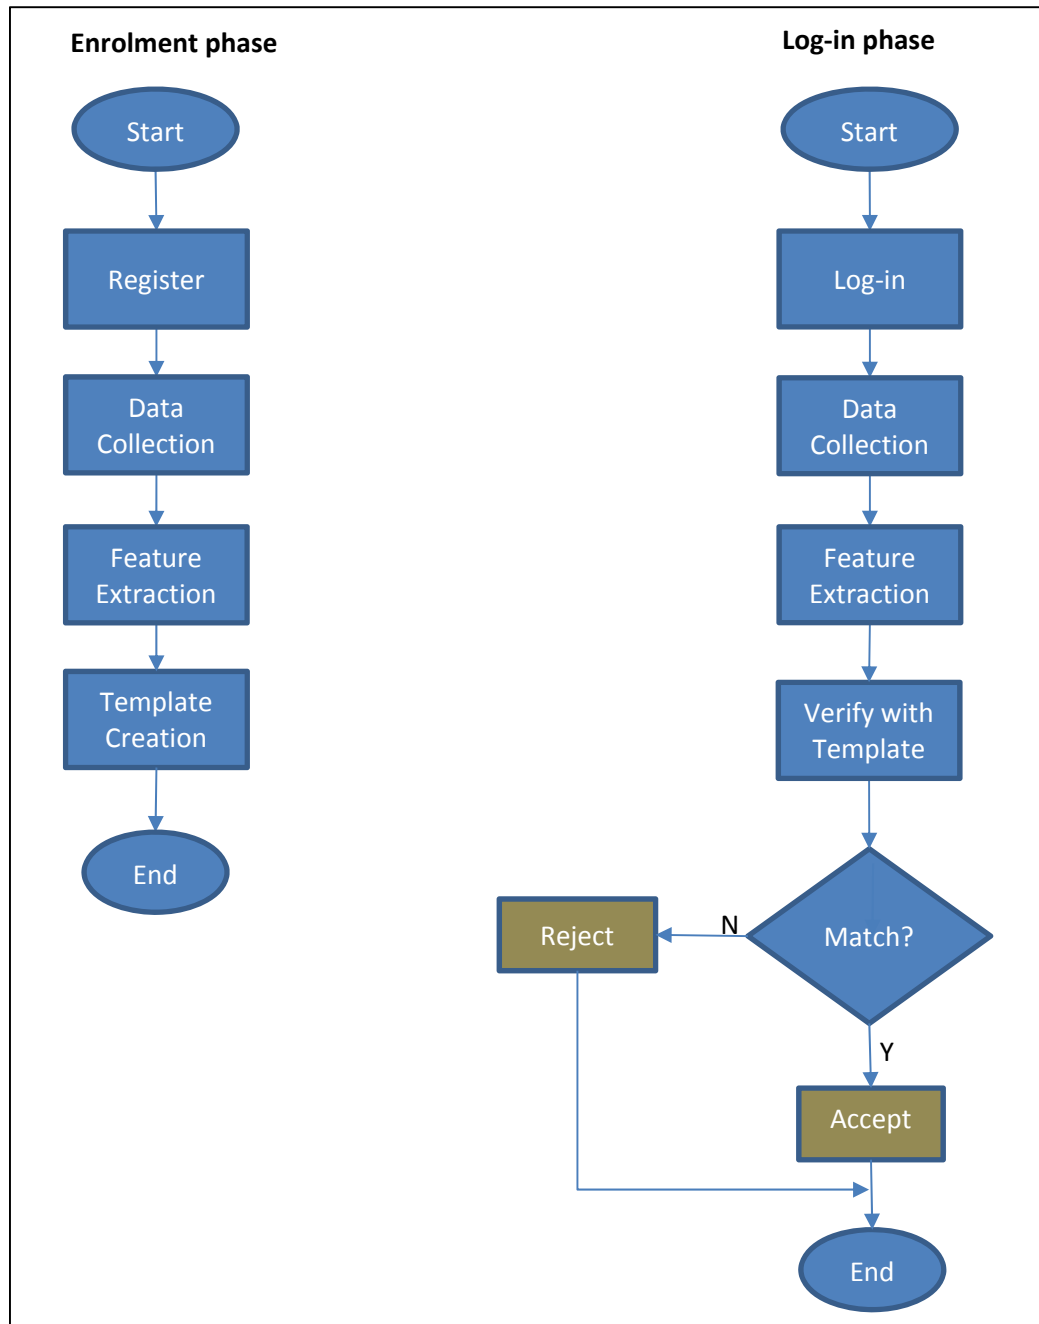 Enrolment phase
Start
Register
Data
Collection
Feature
Extraction
Template
Creation
End
Log-in phase
Start
Log-in
Data
Collection
Feature
Extraction
Verify with
Template
Match?
N
Reject
Y
Accept
End